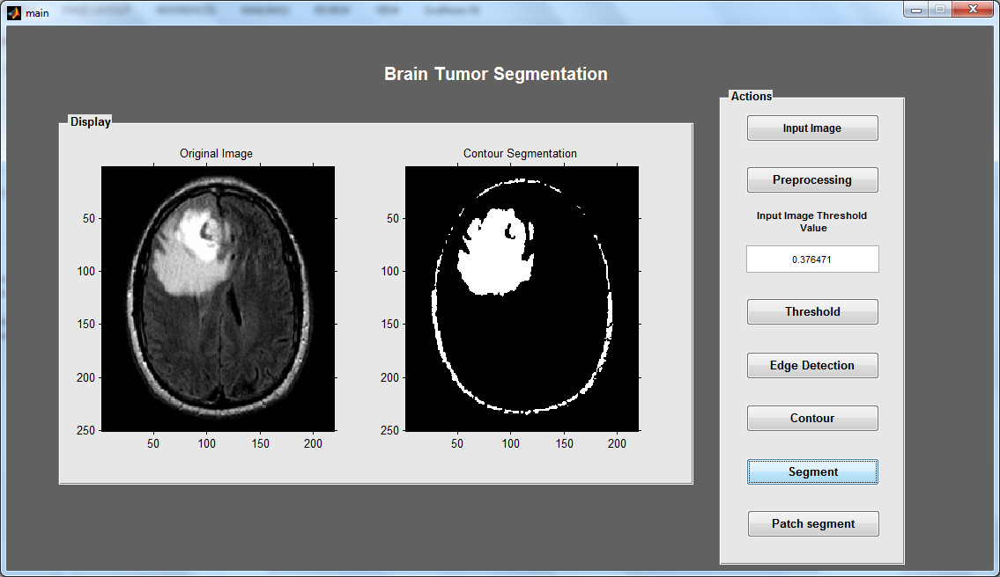 main
Brain Tumor Segmentation
Display
Original Image
50
100
150
200
250
50
100
150
200
Contour Segmentation
50
100
150
200
250
50
100
150
200
Actions
Input Image
Preprocessing
Input Image Threshold
Value
0.376471
Threshold
Edge Detection
Contour
Segment
Patch segment